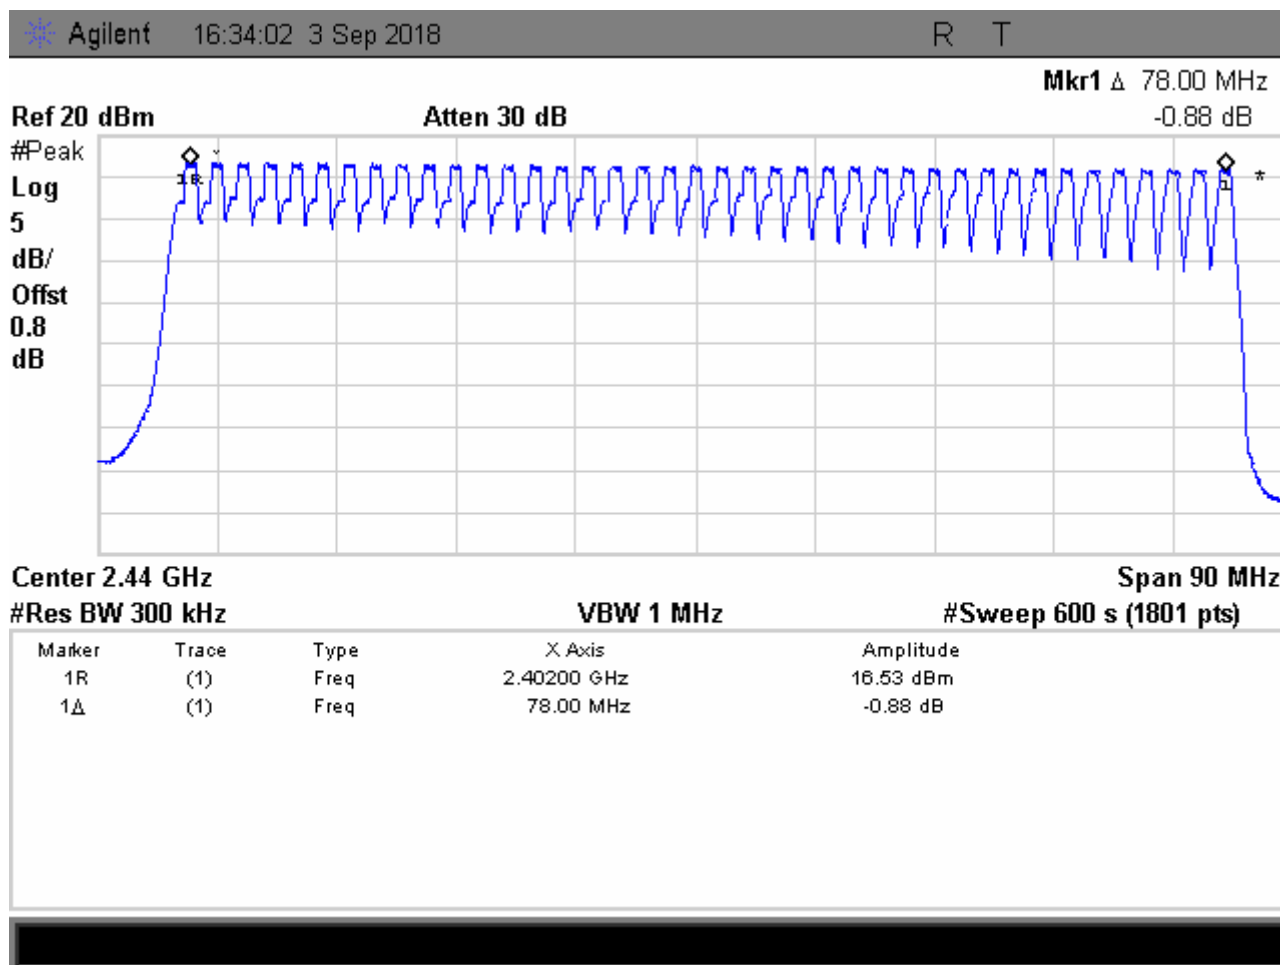 Agilent 16:34:02 3 Sep 2018 R T
Mkr1 Δ 78.00 MHz
Ref 20 dBm Atten 30 dB -0.88 dB
#Peak
Log
5
dB/
Offst
0.8
dB
1R
1
*
Center 2.44 GHz Span 90 MHz
#Res BW 300 kHz VBW 1 MHz #Sweep 600 s (1801 pts)
Marker Trace Type X Axis Amplitude
1R (1) Freq 2.40200 GHz 16.53 dBm
1Δ (1) Freq 78.00 MHz -0.88 dB